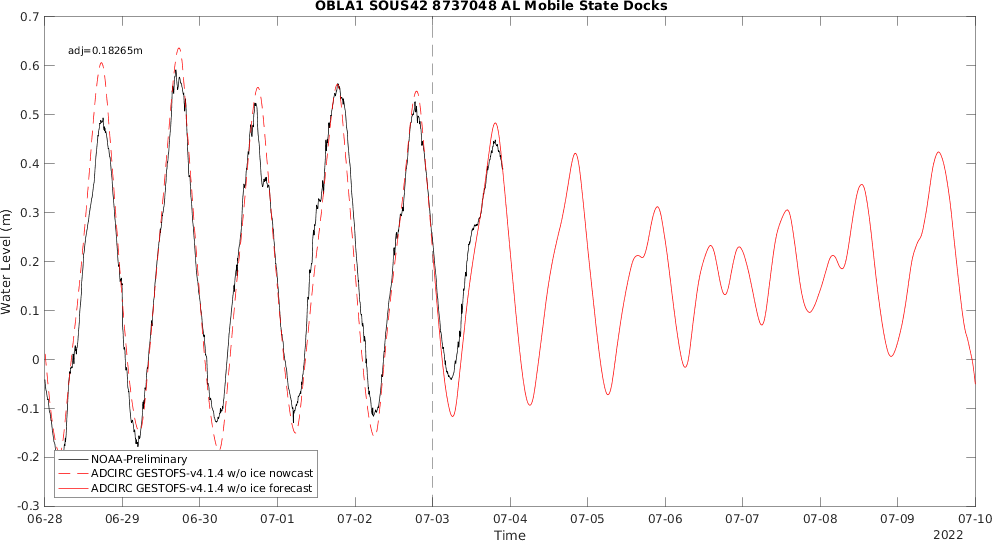 OBLA1 SOUS42 8737048 AL Mobile State Docks
adj=0.18265m
Water Level (m)
0.7
0.6
0.5
0.4
0.3
0.2
0.1
0
-0.1
-0.2
-0.3
NOAA-Preliminary
ADCIRC GESTOFS-v4.1.4 w/o ice nowcast
ADCIRC GESTOFS-v4.1.4 w/o ice forecast
06-28 06-29 06-30 07-01 07-02 07-03 07-04 07-05 07-06 07-07 07-08 07-09 07-10
Time
2022